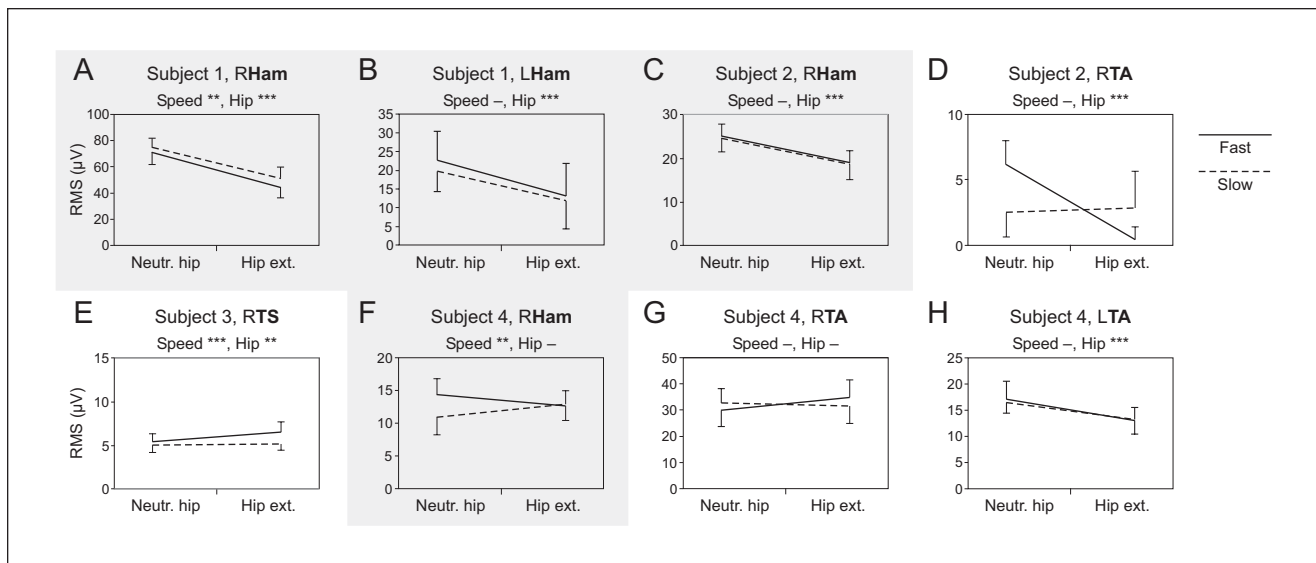 A
Subject 1, RHam
Speed **, Hip ***
RMS (µV)
100
80
60
40
20
0
Neutr. hip
Hip ext.
B
Subject 1, LHam
Speed –, Hip ***
35
30
25
20
15
10
5
0
Neutr. hip
Hip ext.
C
Subject 2, RHam
Speed –, Hip ***
30
20
10
0
Neutr. hip
Hip ext.
D
Subject 2, RTA
Speed –, Hip ***
10
5
0
Neutr. hip
Hip ext.
Fast
Slow
E
Subject 3, RTS
Speed ***, Hip **
RMS (µV)
15
10
5
0
Neutr. hip
Hip ext.
F
Subject 4, RHam
Speed **, Hip –
20
15
10
5
0
Neutr. hip
Hip ext.
G
Subject 4, RTA
Speed –, Hip –
50
40
30
20
10
0
Neutr. hip
Hip ext.
H
Subject 4, LTA
Speed –, Hip ***
25
20
15
10
5
0
Neutr. hip
Hip ext.